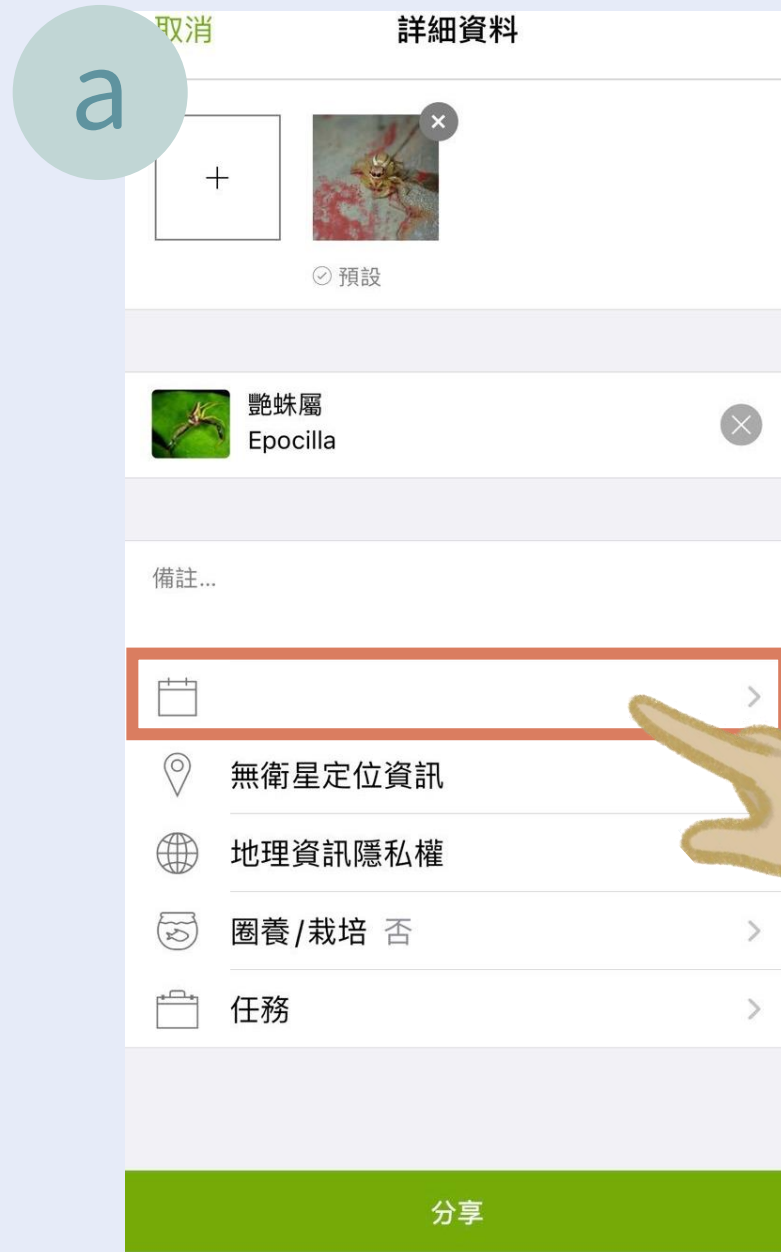 a
取消
詳細資料
預設
艷蛛屬
Epocilla
備註...
無衛星定位資訊
地理資訊隱私權
圈養/栽培 否
任務
分享